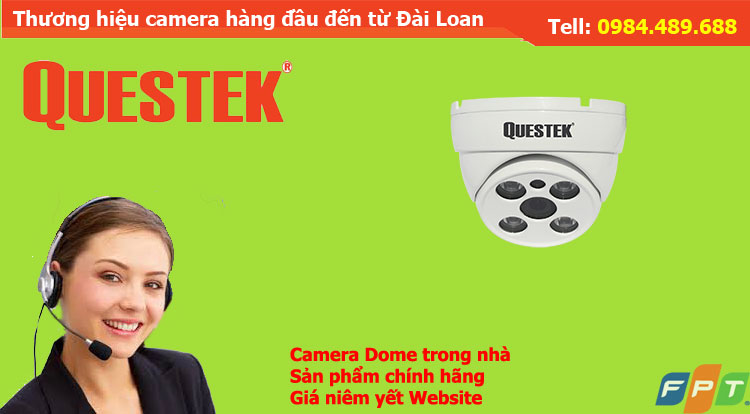 Thương hiệu camera hàng đầu đến từ Đài Loan
Tell: 0984.489.688
QUESTEK®
QUESTEK
Camera Dome trong nhà
Sản phẩm chính hãng
Giá niêm yết Website
FPT